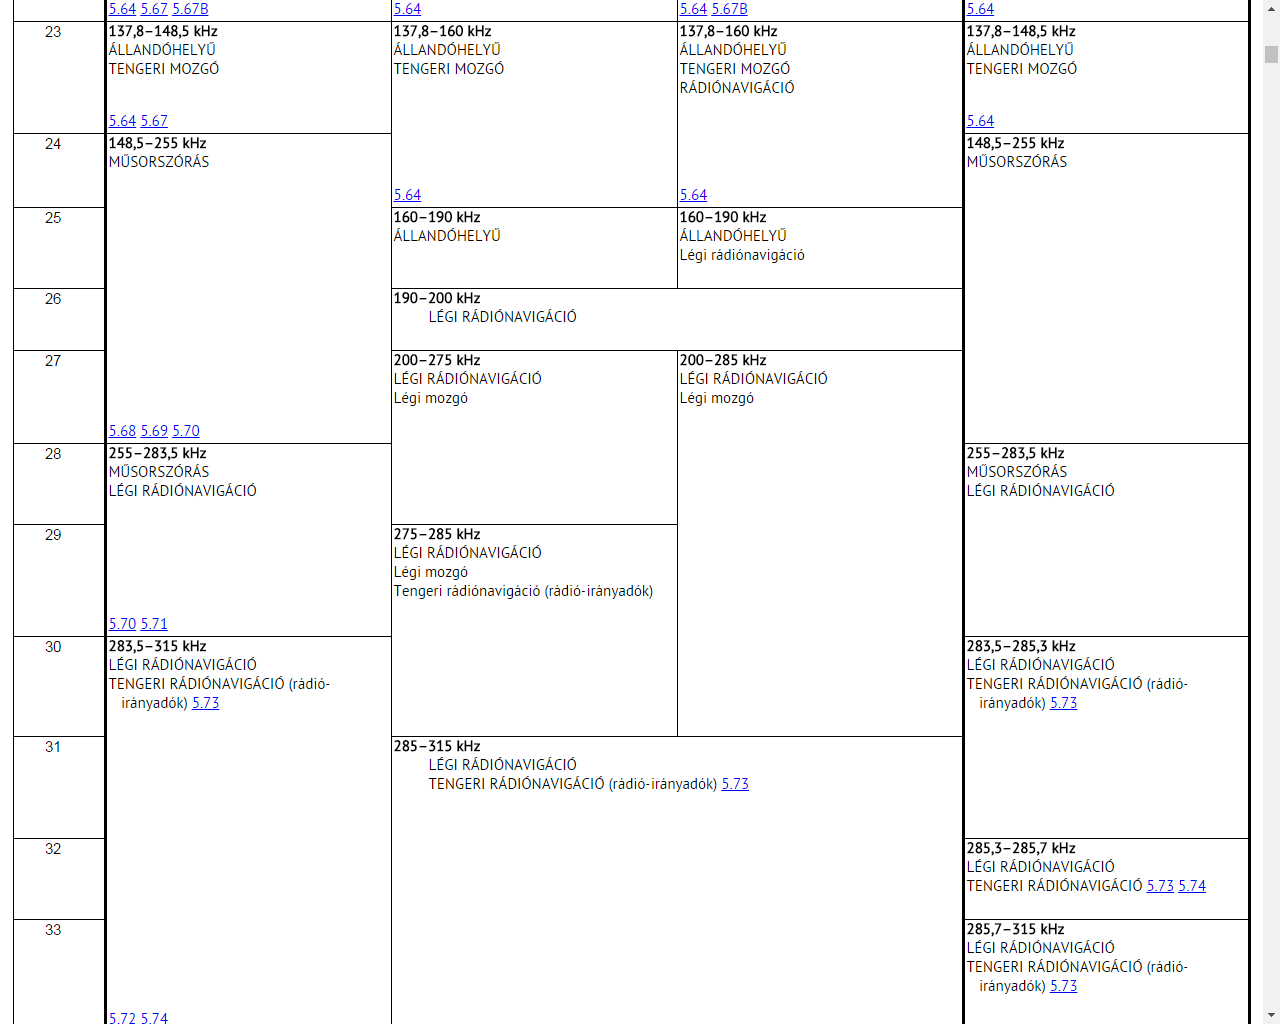 5.64 5.67 5.67B
5.64
5.64 5.67B
5.64
23
137,8–148,5 kHz
ÁLLANDÓHELYŰ
TENGERI MOZGÓ
5.64 5.67
137,8–160 kHz
ÁLLANDÓHELYŰ
TENGERI MOZGÓ
5.64
137,8–160 kHz
ÁLLANDÓHELYŰ
TENGERI MOZGÓ
RÁDIÓNAVIGÁCIÓ
5.64
137,8–148,5 kHz
ÁLLANDÓHELYŰ
TENGERI MOZGÓ
5.64
24
148,5–255 kHz
MŰSORSZÓRÁS
5.68 5.69 5.70
148,5–255 kHz
MŰSORSZÓRÁS
25
160–190 kHz
ÁLLANDÓHELYŰ
160–190 kHz
ÁLLANDÓHELYŰ
Légi rádiónavigáció
26
190–200 kHz
LÉGI RÁDIÓNAVIGÁCIÓ
27
200–275 kHz
LÉGI RÁDIÓNAVIGÁCIÓ
Légi mozgó
200–285 kHz
LÉGI RÁDIÓNAVIGÁCIÓ
Légi mozgó
28
255–283,5 kHz
MŰSORSZÓRÁS
LÉGI RÁDIÓNAVIGÁCIÓ
5.70 5.71
255–283,5 kHz
MŰSORSZÓRÁS
LÉGI RÁDIÓNAVIGÁCIÓ
29
275–285 kHz
LÉGI RÁDIÓNAVIGÁCIÓ
Légi mozgó
Tengeri rádiónavigáció (rádió-irányadók)
30
283,5–315 kHz
LÉGI RÁDIÓNAVIGÁCIÓ
TENGERI RÁDIÓNAVIGÁCIÓ (rádió-
irányadók) 5.73
5.72 5.74
283,5–285,3 kHz
LÉGI RÁDIÓNAVIGÁCIÓ
TENGERI RÁDIÓNAVIGÁCIÓ (rádió-
irányadók) 5.73
31
285–315 kHz
LÉGI RÁDIÓNAVIGÁCIÓ
TENGERI RÁDIÓNAVIGÁCIÓ (rádió-irányadók) 5.73
32
285,3–285,7 kHz
LÉGI RÁDIÓNAVIGÁCIÓ
TENGERI RÁDIÓNAVIGÁCIÓ 5.73 5.74
33
285,7–315 kHz
LÉGI RÁDIÓNAVIGÁCIÓ
TENGERI RÁDIÓNAVIGÁCIÓ (rádió-
irányadók) 5.73